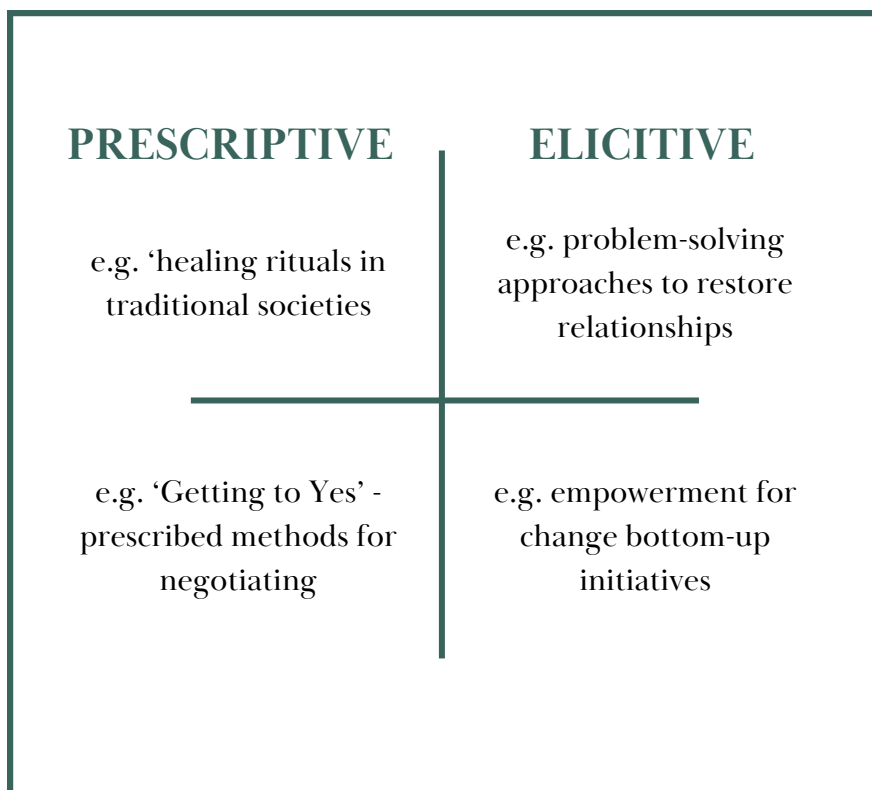 PRESCRIPTIVE
ELICITIVE
e.g. ‘healing rituals in
traditional societies
e.g. problem-solving
approaches to restore
relationships
e.g. ‘Getting to Yes’ -
prescribed methods for
negotiating
e.g. empowerment for
change bottom-up
initiatives